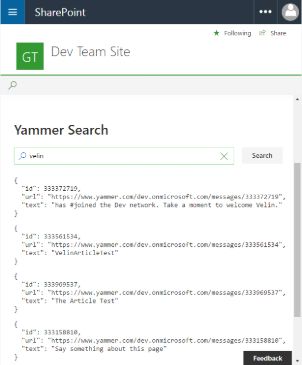 SharePoint
Following Share
GT Dev Team Site
Yammer Search
velin
Search
{
"id": 333372719,
"url": "https://www.yammer.com/dev.onmicrosoft.com/messages/333372719",
"text": "has #joined the Dev network. Take a moment to welcome Velin."
}
{
"id": 333561534,
"url": "https://www.yammer.com/dev.onmicrosoft.com/messages/333561534",
"text": "VelinArticleTest"
}
{
"id": 333969537,
"url": "https://www.yammer.com/dev.onmicrosoft.com/messages/333969537",
"text": "The Article Test"
}
{
"id": 333158810,
"url": "https://www.yammer.com/dev.onmicrosoft.com/messages/333158810",
"text": "Say something about this page"
}
Feedback